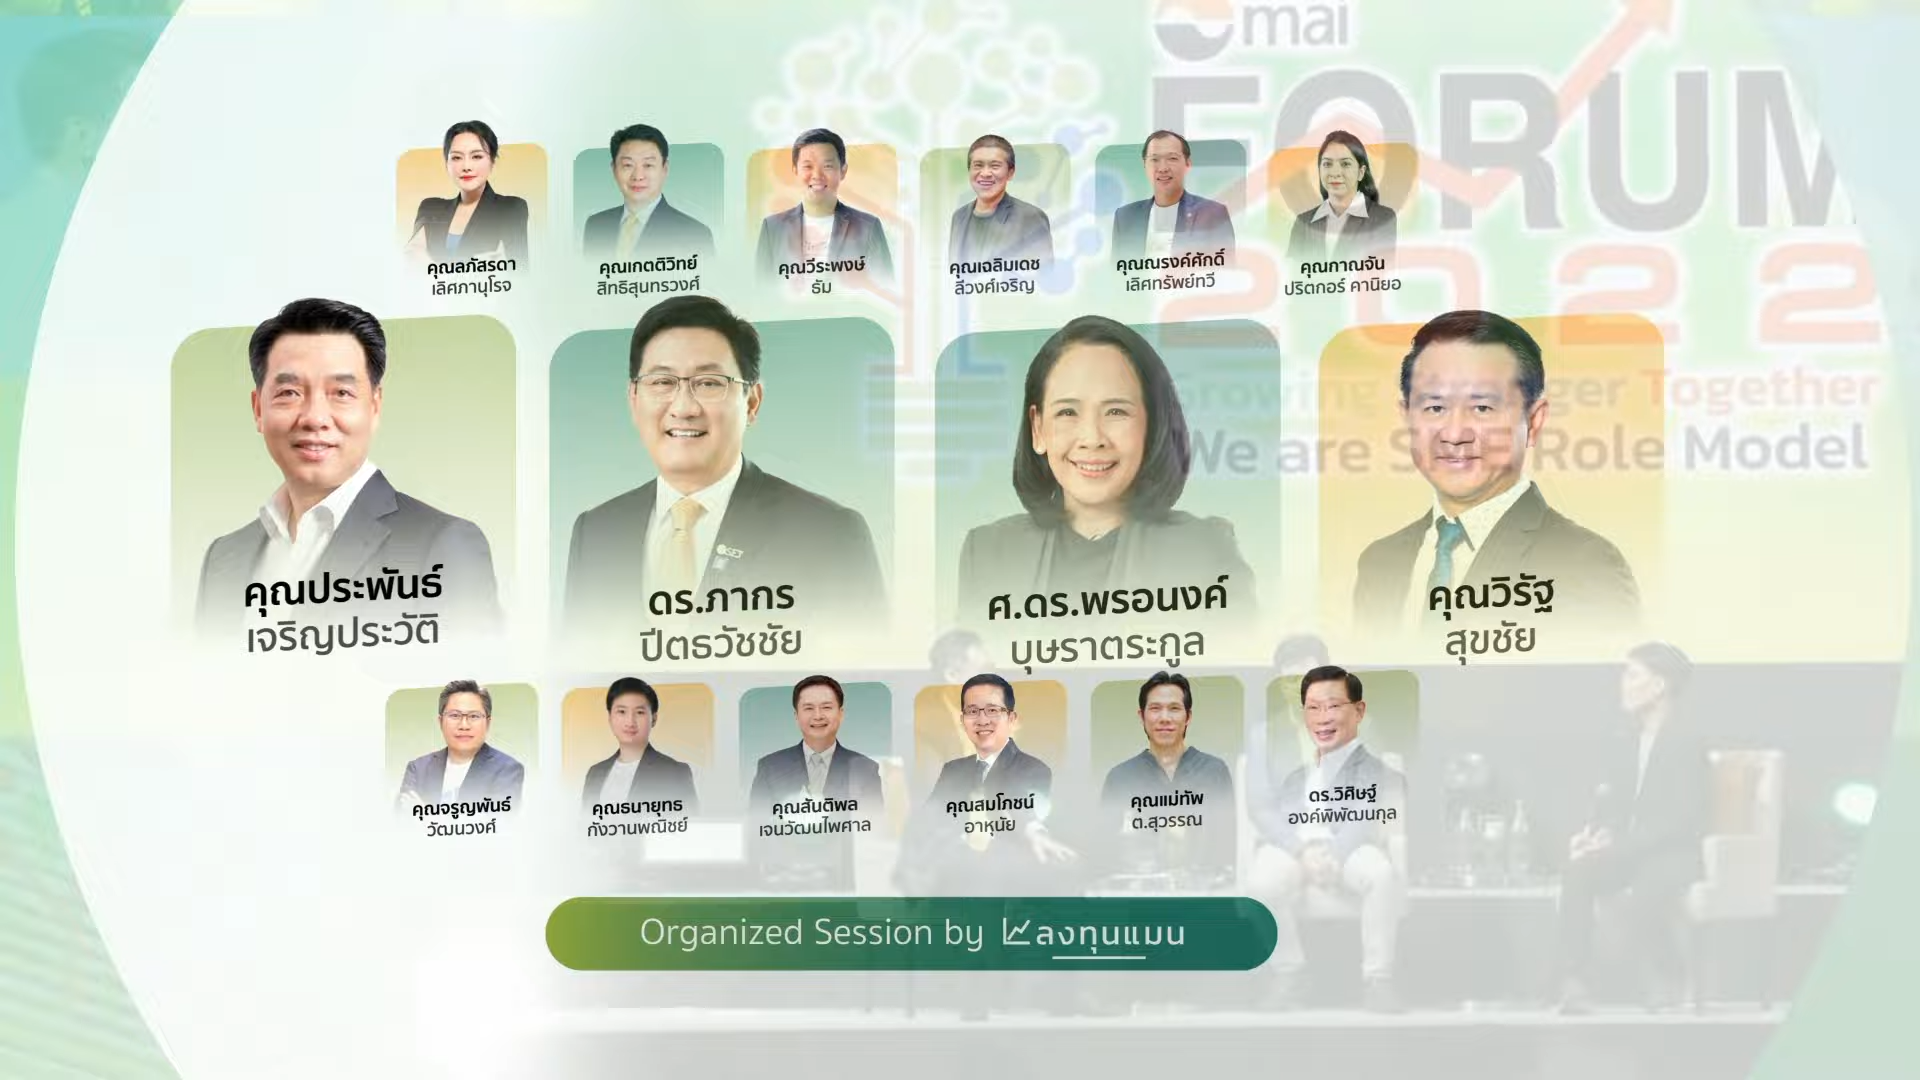 mai
FORUM
2022
Growing Stronger Together
We are SME Role Model
คุณลภัสรดา
เลิศภานุโรจ
คุณเกตติวิทย์
สิทธิสุนทรวงศ์
คุณวีระพงษ์
ธัม
คุณเฉลิมเดช
ลีวงศ์เจริญ
คุณณรงค์ศักดิ์
เลิศทรัพย์ทวี
คุณกาณจัน
ปริตกอร์ คานิยอ
คุณประพันธ์
เจริญประวัติ
SET
ดร.ภากร
ปีตธวัชชัย
ศ.ดร.พรอนงค์
บุษราตระกูล
คุณวิรัฐ
สุขชัย
คุณจรูญพันธ์
วัฒนวงศ์
คุณธนายุทธ
กังวานพณิชย์
คุณสันติพล
เจนวัฒนไพศาล
คุณสมโภชน์
อาหุนัย
คุณแม่ทัพ
ต.สุวรรณ
ดร.วิศิษฐ์
องค์พิพัฒนกุล
Organized Session by ลงทุนแมน